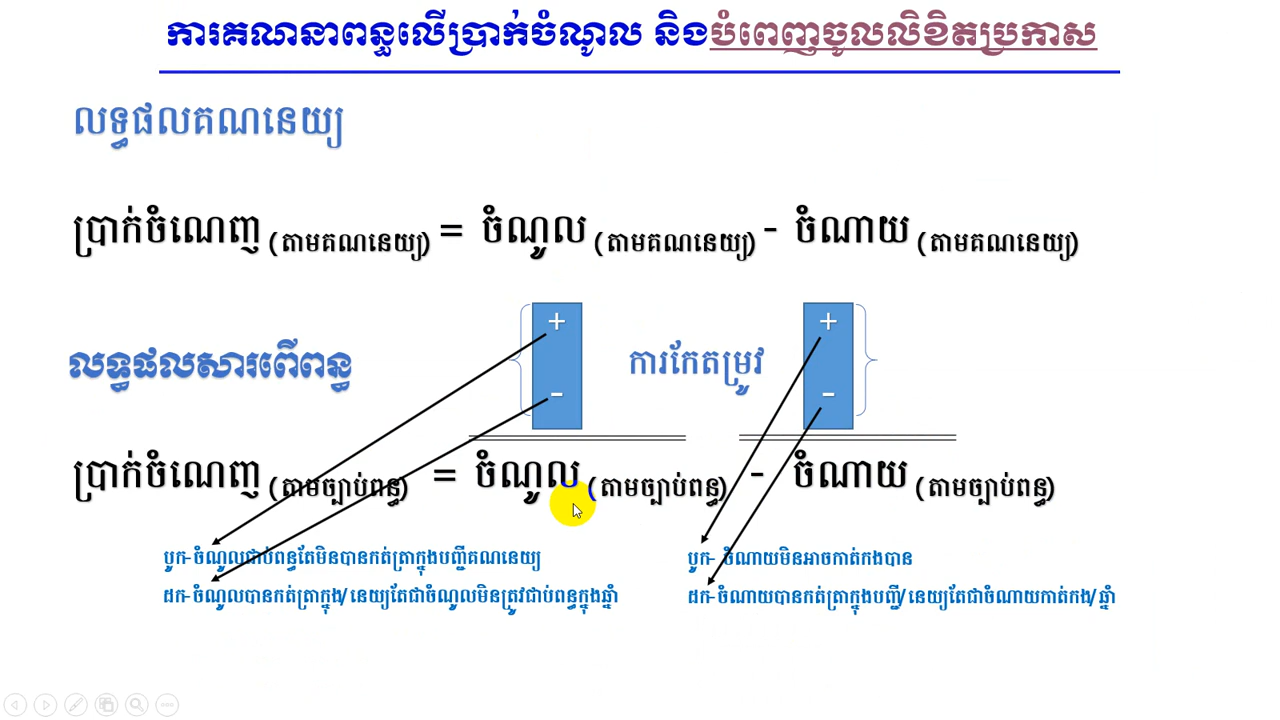 ការគណនាពន្ធលើប្រាក់ចំណូល និងបំពេញចូលលិខិតប្រកាស
លទ្ធផលគណនេយ្យ
ប្រាក់ចំណេញ (តាមគណនេយ្យ) = ចំណូល (តាមគណនេយ្យ) - ចំណាយ (តាមគណនេយ្យ)
+ +
លទ្ធផលសារពើពន្ធ ការកែតម្រូវ
- -
ប្រាក់ចំណេញ (តាមច្បាប់ពន្ធ) = ចំណូល (តាមច្បាប់ពន្ធ) - ចំណាយ (តាមច្បាប់ពន្ធ)
បូក-ចំណូលជាប់ពន្ធតែមិនបានកត់ត្រាក្នុងបញ្ជីគណនេយ្យ បូក- ចំណាយមិនអាចកាត់កងបាន
ដក-ចំណូលបានកត់ត្រាក្នុង/នេយ្យតែជាចំណូលមិនត្រូវជាប់ពន្ធក្នុងឆ្នាំ ដក-ចំណាយបានកត់ត្រាក្នុងបញ្ជី/នេយ្យតែជាចំណាយកាត់កង/ឆ្នាំ